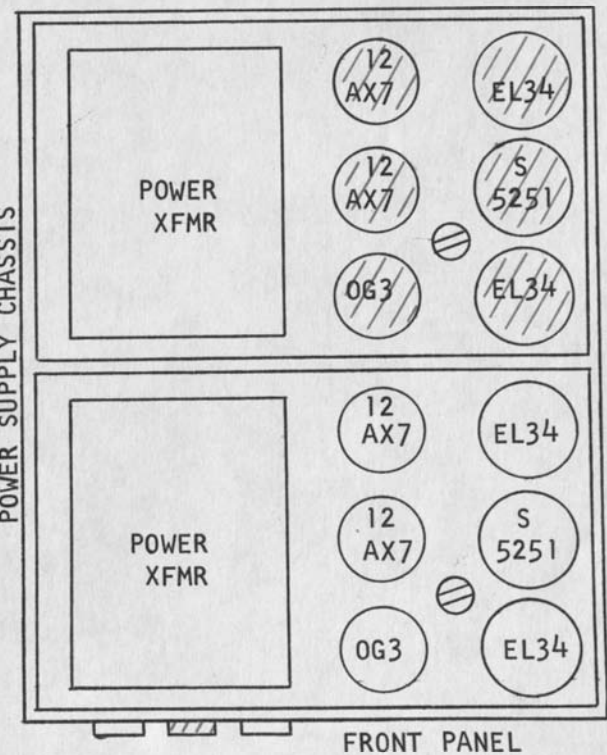 POWER SUPPLY CHASSIS
POWER
XFMR
12
AX7
EL34
12
AX7
S
5251
OG3
EL34
POWER
XFMR
12
AX7
EL34
12
AX7
S
5251
OG3
EL34
FRONT PANEL